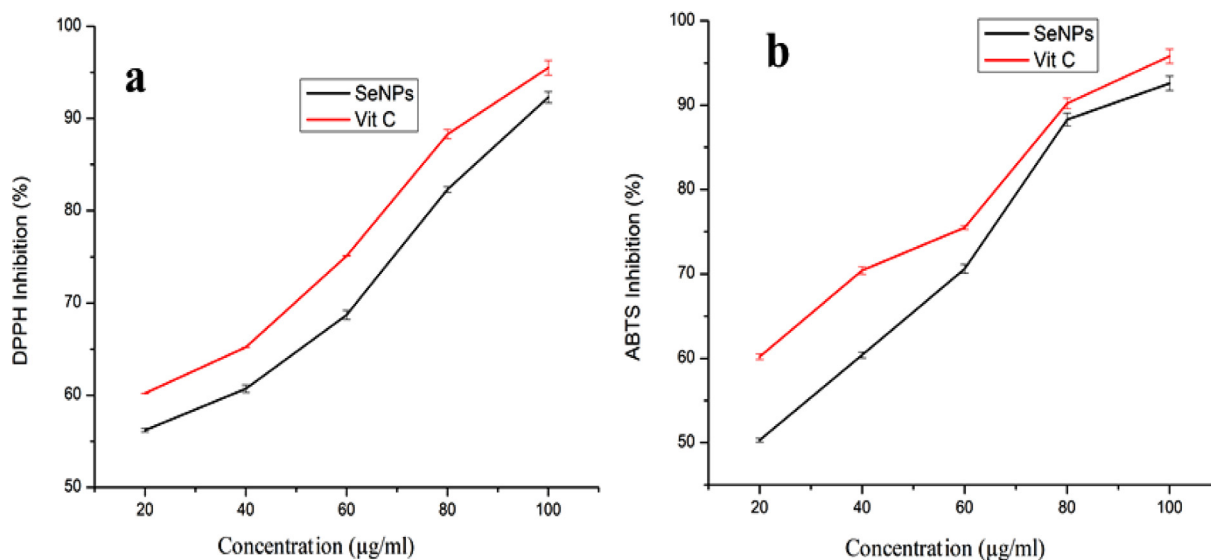 a
SeNPs
Vit C
100
90
80
70
60
50
DPPH Inhibition (%)
20 40 60 80 100
Concentration (µg/ml)
b
SeNPs
Vit C
100
90
80
70
60
50
ABTS Inhibition (%)
20 40 60 80 100
Concentration (µg/ml)